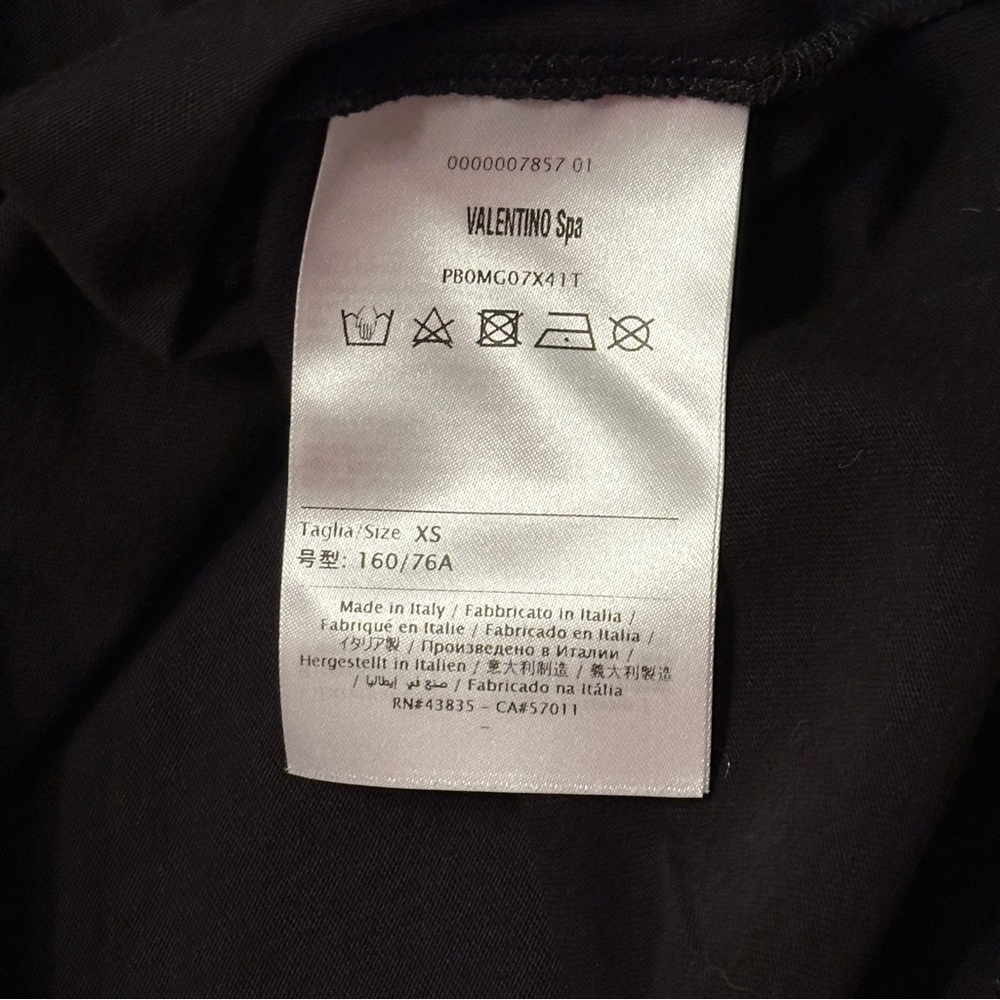 0000007857 01
VALENTINO Spa
PB0MG07X41T
Taglia/Size XS
号型: 160/76A
Made in Italy / Fabbricato in Italia /
Fabriqué en Italie / Fabricado en Italia /
イタリア製 / Произведено в Италии /
Hergestellt in Italien / 意大利制造 / 義大利製造
/ صنع في إيطاليا / Fabricado na Itália
RN#43835 - CA#57011
-